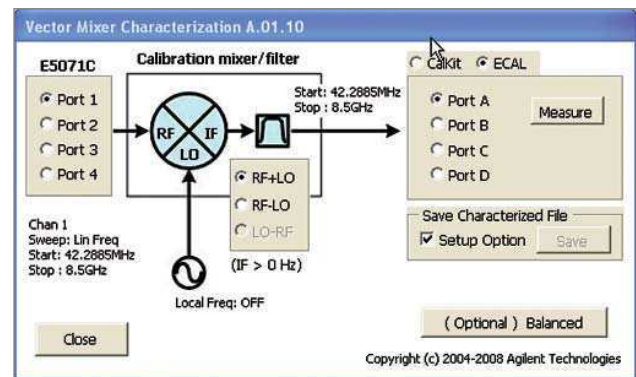 Vector Mixer Characterization A.01.10
E5071C
Port 1
Port 2
Port 3
Port 4
Chan 1
Sweep: Lin Freq
Start: 42.2885MHz
Stop : 8.5GHz
Close
Calibration mixer/filter
RF
IF
LO
Start: 42.2885MHz
Stop : 8.5GHz
RF+LO
RF-LO
LO-RF
(IF > 0 Hz)
Local Freq: OFF
CalKit
ECAL
Port A
Port B
Port C
Port D
Measure
Save Characterized File
Setup Option
Save
( Optional ) Balanced
Copyright (c) 2004-2008 Agilent Technologies